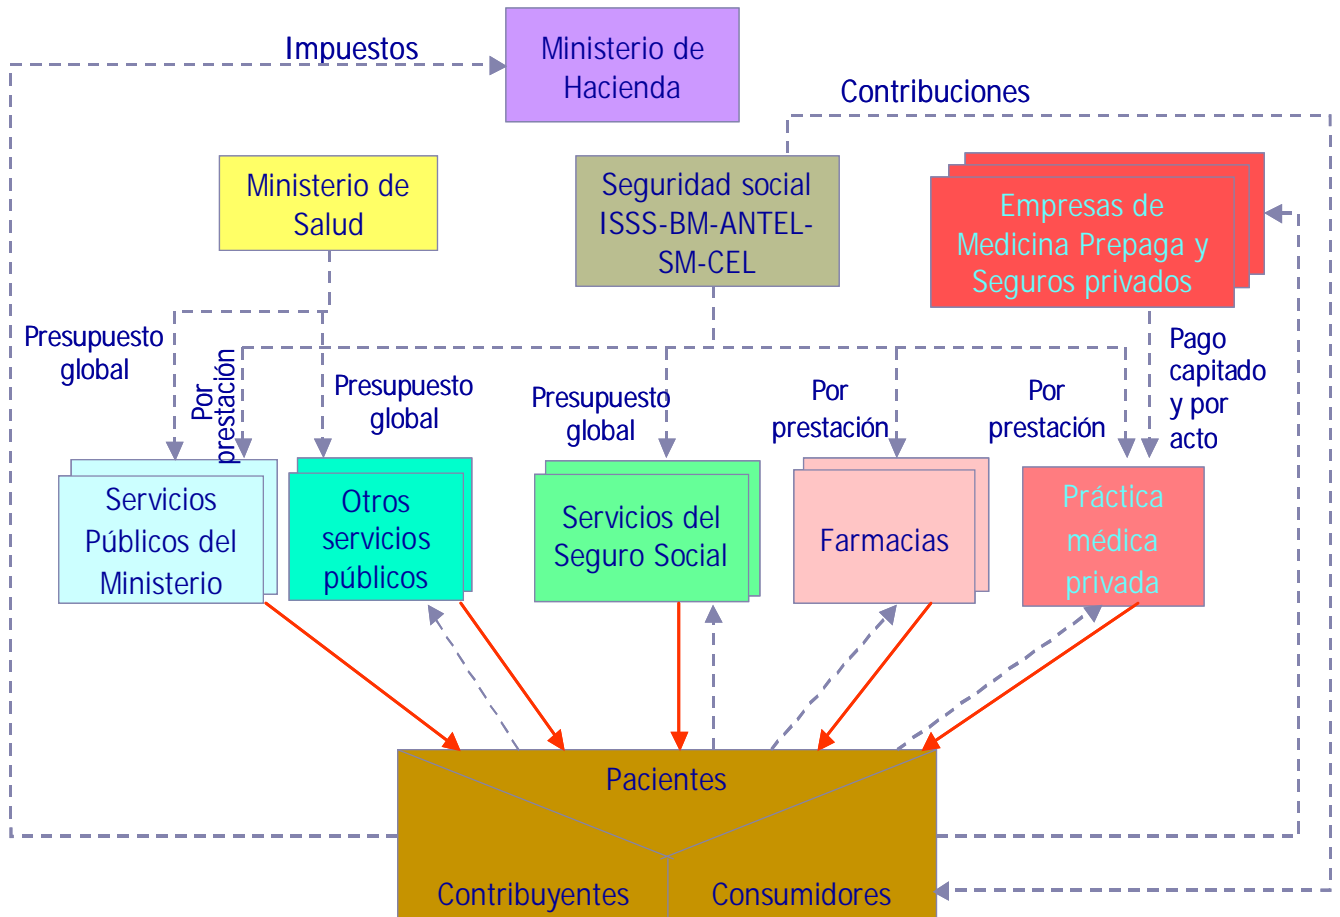 Impuestos
Ministerio de
Hacienda
Contribuciones
Ministerio de
Salud
Seguridad social
ISSS-BM-ANTEL-
SM-CEL
Empresas de
Medicina Prepaga y
Seguros privados
Presupuesto
global
Por
prestación
Presupuesto
global
Presupuesto
global
Por
prestación
Por
prestación
Pago
capitado
y por
acto
Servicios
Públicos del
Ministerio
Otros
servicios
públicos
Servicios del
Seguro Social
Farmacias
Práctica
médica
privada
Pacientes
Contribuyentes
Consumidores